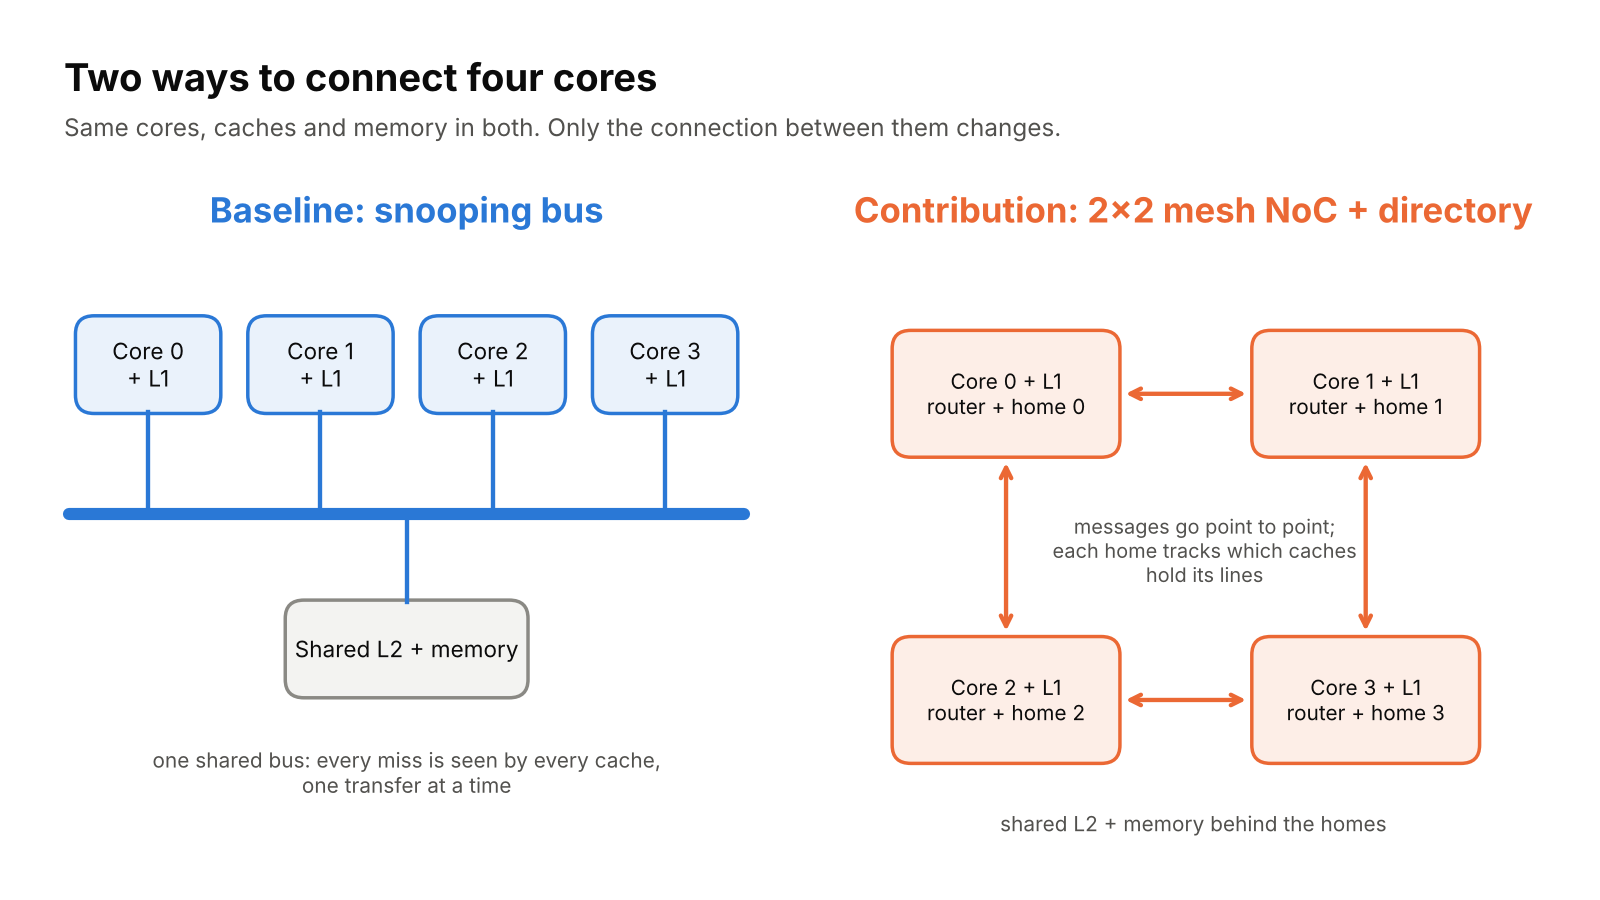 Two ways to connect four cores
Same cores, caches and memory in both. Only the connection between them changes.
Baseline: snooping bus
Core 0
+ L1
Core 1
+ L1
Core 2
+ L1
Core 3
+ L1
Shared L2 + memory
one shared bus: every miss is seen by every cache,
one transfer at a time
Contribution: 2×2 mesh NoC + directory
Core 0 + L1
router + home 0
Core 1 + L1
router + home 1
messages go point to point;
each home tracks which caches
hold its lines
Core 2 + L1
router + home 2
Core 3 + L1
router + home 3
shared L2 + memory behind the homes